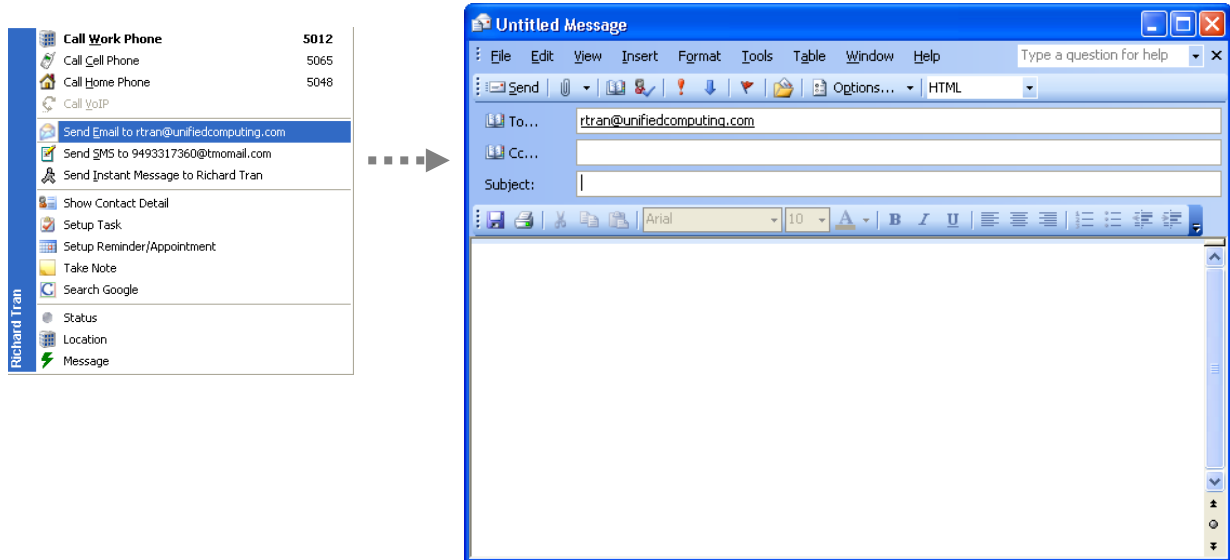 Call Work Phone 5012
Call Cell Phone 5065
Call Home Phone 5048
Call VoIP
Send Email to rtran@unifiedcomputing.com
Send SMS to 9493317360@tmomail.com
Send Instant Message to Richard Tran
Show Contact Detail
Setup Task
Setup Reminder/Appointment
Take Note
Search Google
Status
Location
Message
Richard Tran
Untitled Message
File Edit View Insert Format Tools Table Window Help Type a question for help
Send Options... HTML
To... rtran@unifiedcomputing.com
Cc...
Subject:
Arial 10 A B I U